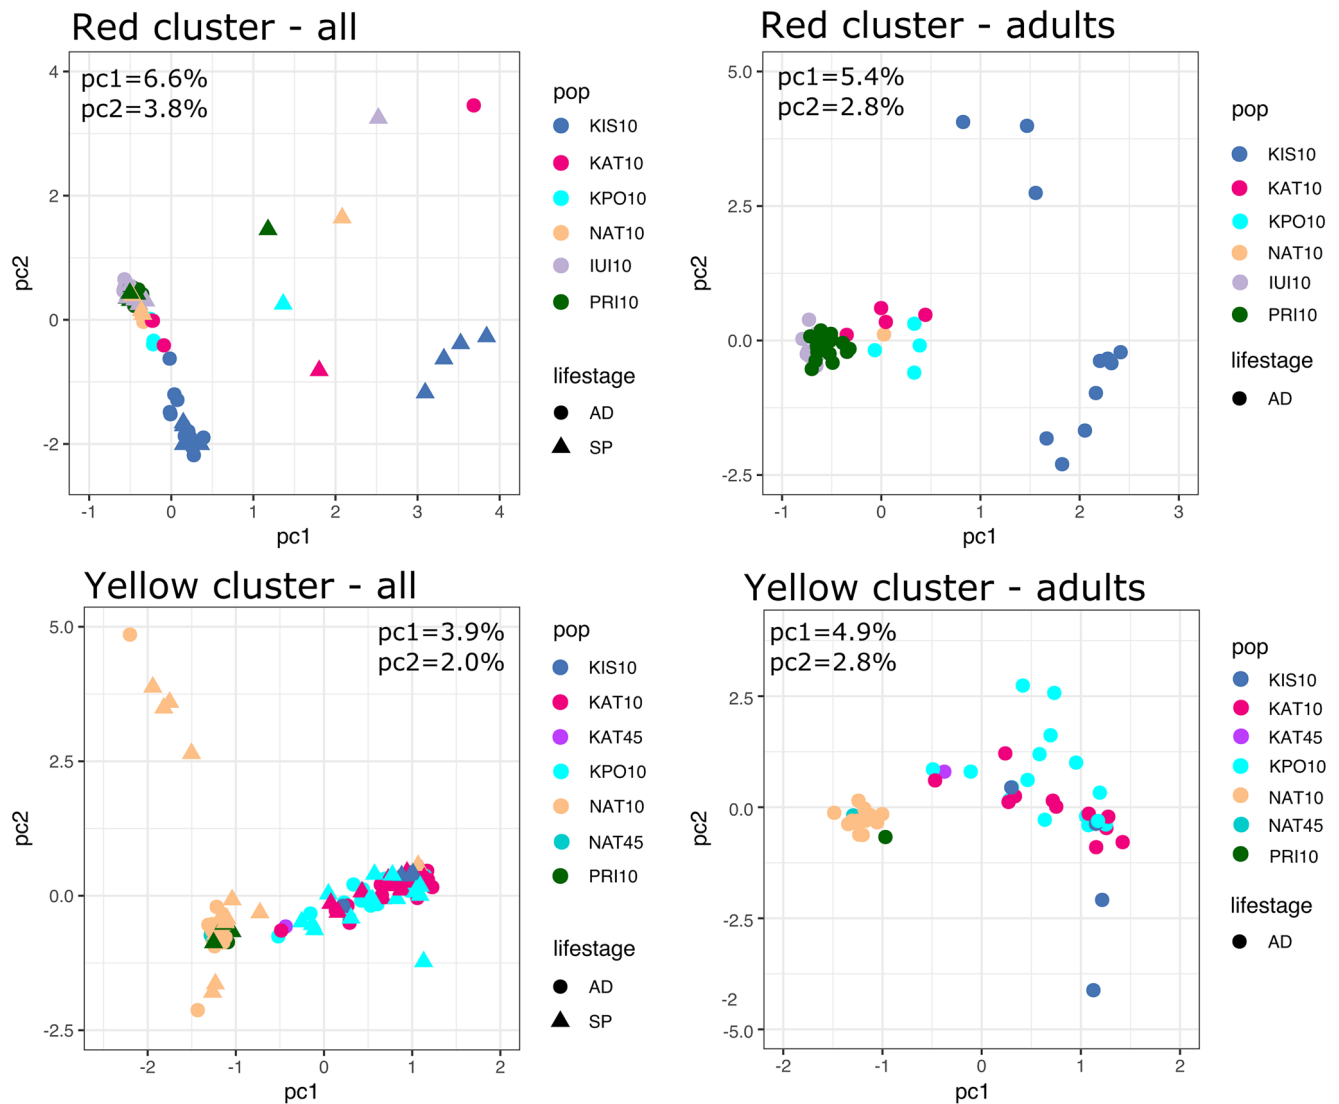 Red cluster - all
pc1=6.6%
pc2=3.8%
4
2
0
-2
pc2
-1
0
1
2
3
4
pc1
pop
KIS10
KAT10
KPO10
NAT10
IUI10
PRI10
lifestage
AD
SP
Red cluster - adults
pc1=5.4%
pc2=2.8%
5.0
2.5
0.0
-2.5
pc2
-1
0
1
2
3
pc1
pop
KIS10
KAT10
KPO10
NAT10
IUI10
PRI10
lifestage
AD
Yellow cluster - all
pc1=3.9%
pc2=2.0%
5.0
2.5
0.0
-2.5
pc2
-2
-1
0
1
2
pc1
pop
KIS10
KAT10
KAT45
KPO10
NAT10
NAT45
PRI10
lifestage
AD
SP
Yellow cluster - adults
pc1=4.9%
pc2=2.8%
2.5
0.0
-2.5
-2
-5.0
pc2
-2
-1
0
1
2
pc1
pop
KIS10
KAT10
KAT45
KPO10
NAT10
NAT45
PRI10
lifestage
AD